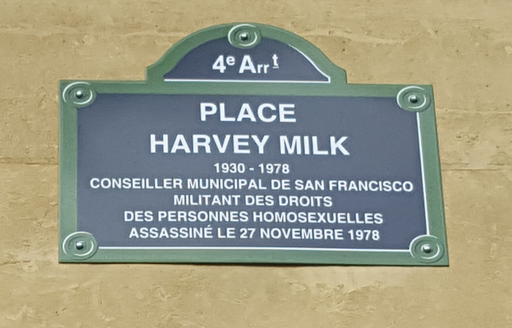 4e Arrt
PLACE
HARVEY MILK
1930 - 1978
CONSEILLER MUNICIPAL DE SAN FRANCISCO
MILITANT DES DROITS
DES PERSONNES HOMOSEXUELLES
ASSASSINÉ LE 27 NOVEMBRE 1978